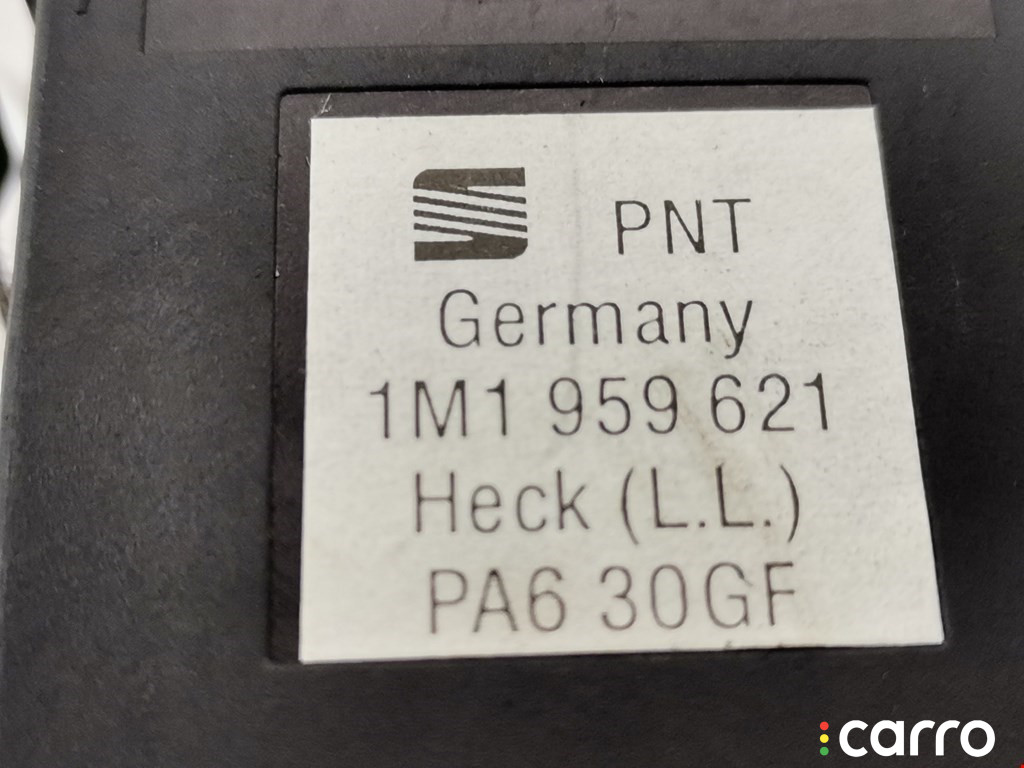 PNT
Germany
1M1 959 621
Heck (L.L.)
PA6 30GF
carro